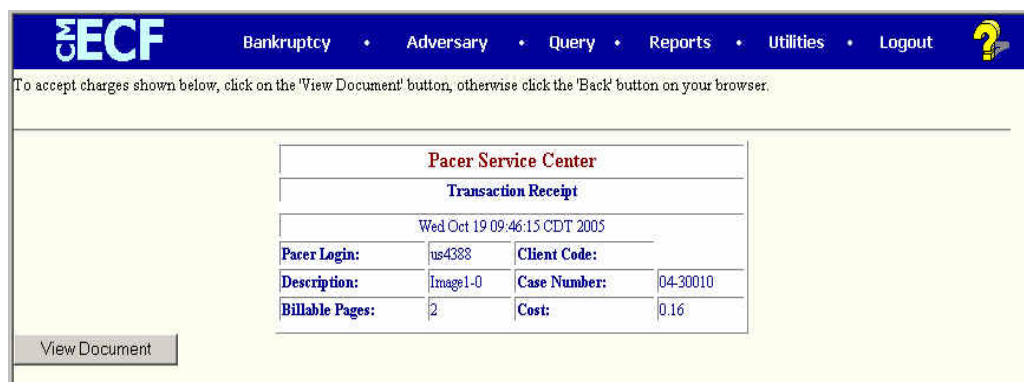 CM ECF Bankruptcy • Adversary • Query • Reports • Utilities • Logout ?
To accept charges shown below, click on the 'View Document' button, otherwise click the 'Back' button on your browser.
Pacer Service Center
Transaction Receipt
Wed Oct 19 09:46:15 CDT 2005
Pacer Login: us4388 Client Code:
Description: Image1-0 Case Number: 04-30010
Billable Pages: 2 Cost: 0.16
View Document